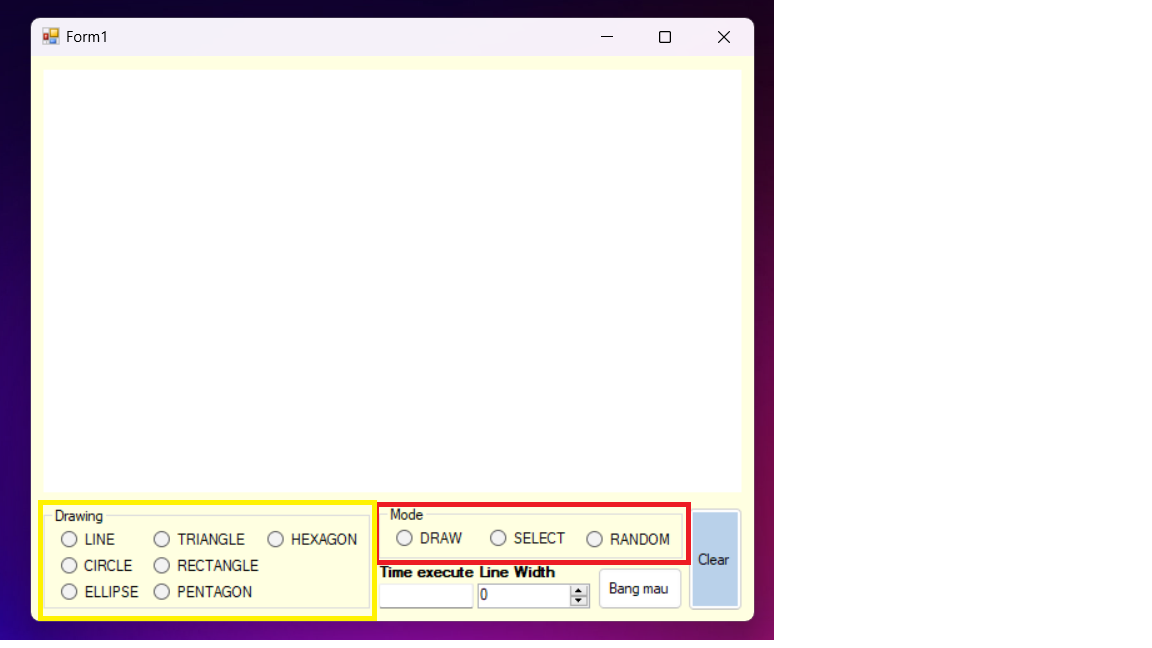 Form1
Drawing
LINE TRIANGLE HEXAGON
CIRCLE RECTANGLE
ELLIPSE PENTAGON
Mode
DRAW SELECT RANDOM
Time execute Line Width
0
Bang mau
Clear